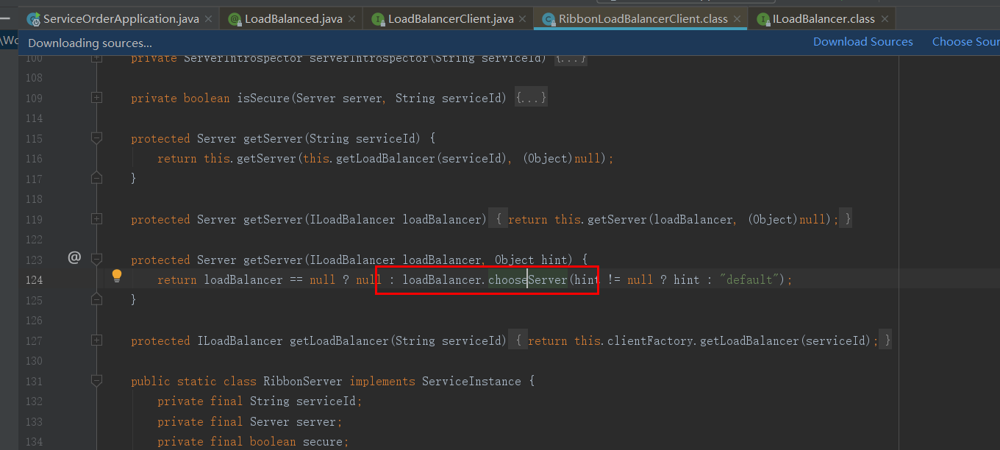 ServiceOrderApplication.java × LoadBalanced.java × LoadBalancerClient.java × RibbonLoadBalancerClient.class × ILoadBalancer.class ×
Downloading sources... Download Sources
100 private ServerIntrospector serverIntrospector(String serviceId) {...}
108
109 private boolean isSecure(Server server, String serviceId) {...}
114
115 protected Server getServer(String serviceId) {
116 return this.getServer(this.getLoadBalancer(serviceId), (Object)null);
117 }
118
119 protected Server getServer(ILoadBalancer loadBalancer) { return this.getServer(loadBalancer, (Object)null); }
122
123 @ protected Server getServer(ILoadBalancer loadBalancer, Object hint) {
124 return loadBalancer == null ? null : loadBalancer.chooseServer(hint != null ? hint : "default");
125 }
126
127 protected ILoadBalancer getLoadBalancer(String serviceId) { return this.clientFactory.getLoadBalancer(serviceId); }
130
131 public static class RibbonServer implements ServiceInstance {
132 private final String serviceId;
133 private final Server server;
134 private final boolean secure;